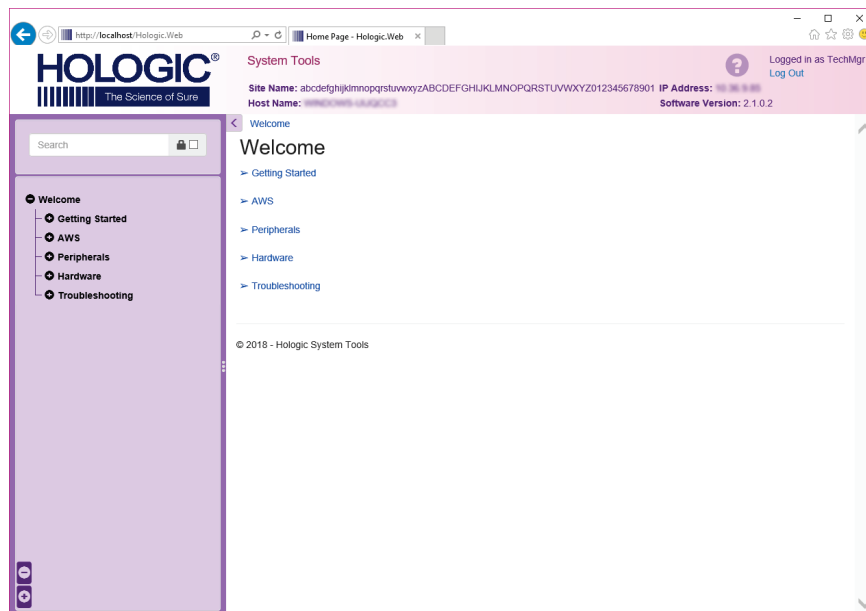 http://localhost/Hologic.Web
Home Page - Hologic.Web
HOLOGIC®
The Science of Sure
System Tools
Logged in as TechMgr
Log Out
Site Name: abcdefghijklmnopqrstuvwxyzABCDEFGHIJKLMNOPQRSTUVWXYZ012345678901 IP Address:
Host Name:
Software Version: 2.1.0.2
Search
Welcome
Getting Started
AWS
Peripherals
Hardware
Troubleshooting
Welcome
Welcome
➢ Getting Started
➢ AWS
➢ Peripherals
➢ Hardware
➢ Troubleshooting
© 2018 - Hologic System Tools